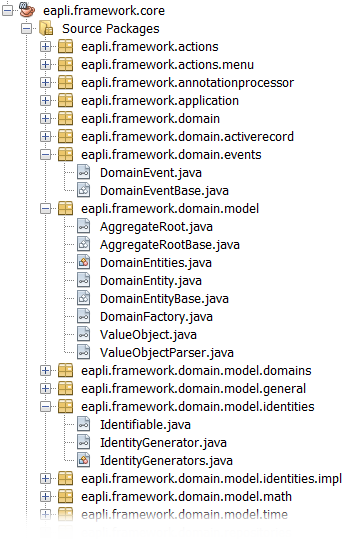 eapli.framework.core
Source Packages
eapli.framework.actions
eapli.framework.actions.menu
eapli.framework.annotationprocessor
eapli.framework.application
eapli.framework.domain
eapli.framework.domain.activerecord
eapli.framework.domain.events
DomainEvent.java
DomainEventBase.java
eapli.framework.domain.model
AggregateRoot.java
AggregateRootBase.java
DomainEntities.java
DomainEntity.java
DomainEntityBase.java
DomainFactory.java
ValueObject.java
ValueObjectParser.java
eapli.framework.domain.model.domains
eapli.framework.domain.model.general
eapli.framework.domain.model.identities
Identifiable.java
IdentityGenerator.java
IdentityGenerators.java
eapli.framework.domain.model.identities.impl
eapli.framework.domain.model.math
eapli.framework.domain.model.time